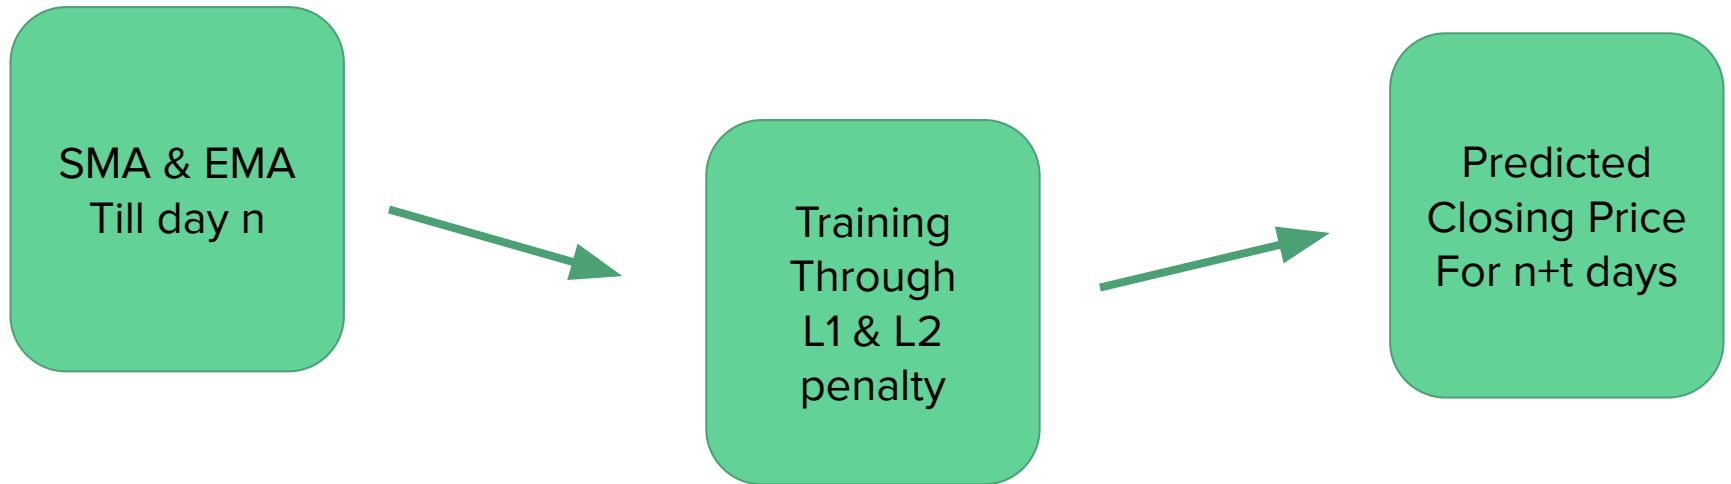 SMA & EMA
Till day n
Training
Through
L1 & L2
penalty
Predicted
Closing Price
For n+t days